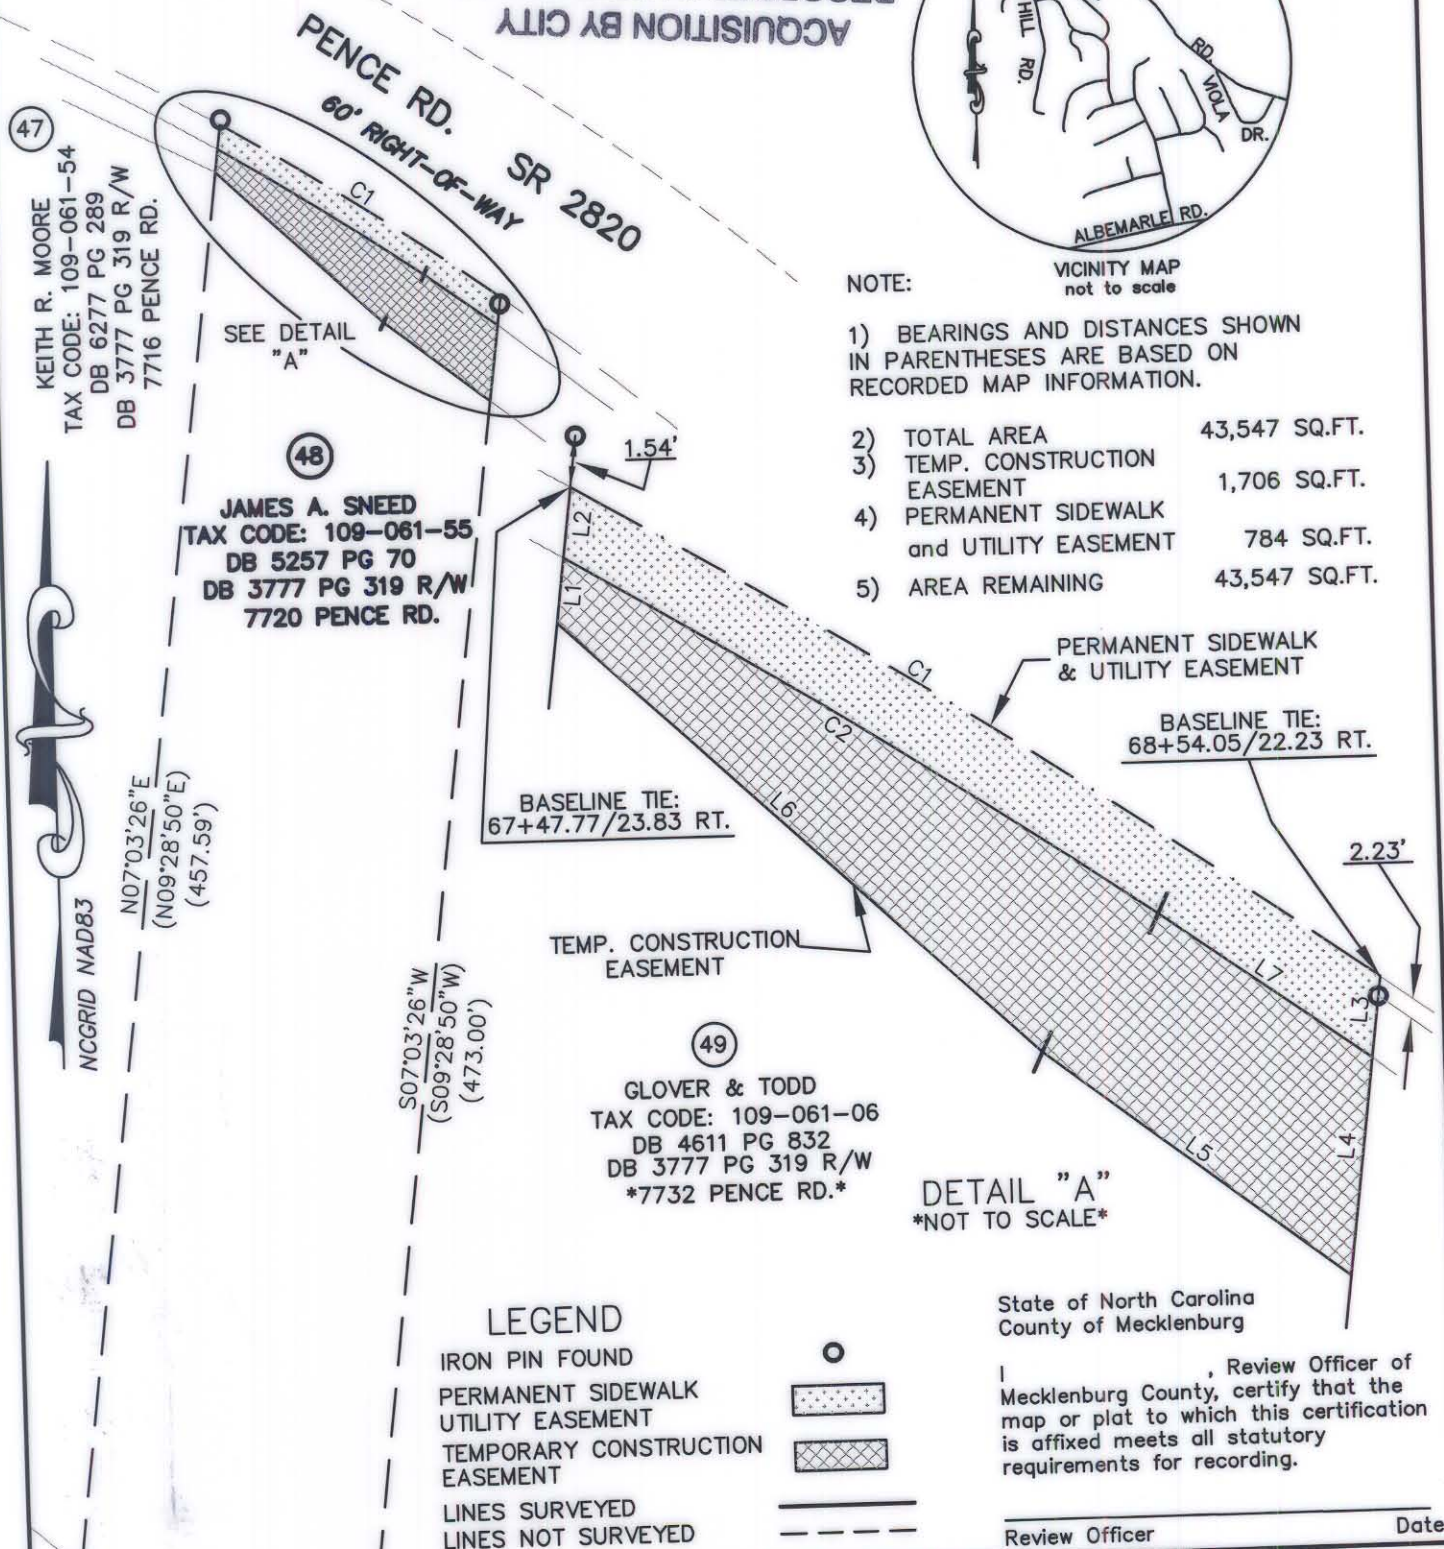 ACQUISITION BY CITY
PENCE RD. SR 2820
60' RIGHT-OF-WAY
C1
SEE DETAIL
"A"
47
KEITH R. MOORE
TAX CODE: 109-061-54
DB 6277 PG 289
DB 3777 PG 319 R/W
7716 PENCE RD.
HILL RD.
RD.
VIOLA
DR.
ALBEMARLE RD.
VICINITY MAP
not to scale
NOTE:
1) BEARINGS AND DISTANCES SHOWN
IN PARENTHESES ARE BASED ON
RECORDED MAP INFORMATION.
2) TOTAL AREA 43,547 SQ.FT.
3) TEMP. CONSTRUCTION
EASEMENT 1,706 SQ.FT.
4) PERMANENT SIDEWALK
and UTILITY EASEMENT 784 SQ.FT.
5) AREA REMAINING 43,547 SQ.FT.
48
JAMES A. SNEED
TAX CODE: 109-061-55
DB 5257 PG 70
DB 3777 PG 319 R/W
7720 PENCE RD.
1.54'
L2
L1
C1
C2
L6
L7
L3
L4
L5
PERMANENT SIDEWALK
& UTILITY EASEMENT
BASELINE TIE:
68+54.05/22.23 RT.
2.23'
BASELINE TIE:
67+47.77/23.83 RT.
TEMP. CONSTRUCTION
EASEMENT
NCGRID NAD83
N07°03'26"E
(N09°28'50"E)
(457.59')
S07°03'26"W
(S09°28'50"W)
(473.00')
49
GLOVER & TODD
TAX CODE: 109-061-06
DB 4611 PG 832
DB 3777 PG 319 R/W
*7732 PENCE RD.*
DETAIL "A"
*NOT TO SCALE*
LEGEND
IRON PIN FOUND
PERMANENT SIDEWALK
UTILITY EASEMENT
TEMPORARY CONSTRUCTION
EASEMENT
LINES SURVEYED
LINES NOT SURVEYED
State of North Carolina
County of Mecklenburg
I , Review Officer of
Mecklenburg County, certify that the
map or plat to which this certification
is affixed meets all statutory
requirements for recording.
Review Officer Date